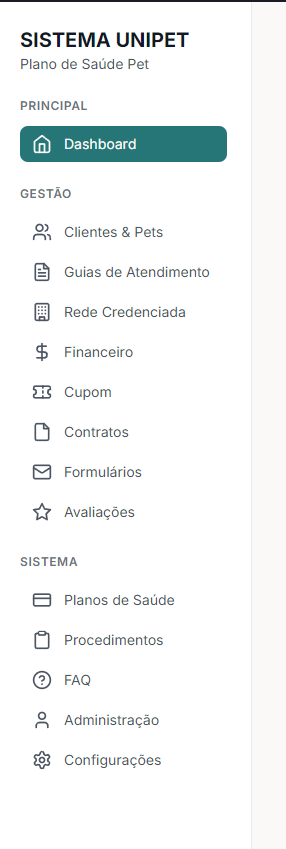 SISTEMA UNIPET
Plano de Saúde Pet
PRINCIPAL
Dashboard
GESTÃO
Clientes & Pets
Guias de Atendimento
Rede Credenciada
Financeiro
Cupom
Contratos
Formulários
Avaliações
SISTEMA
Planos de Saúde
Procedimentos
FAQ
Administração
Configurações